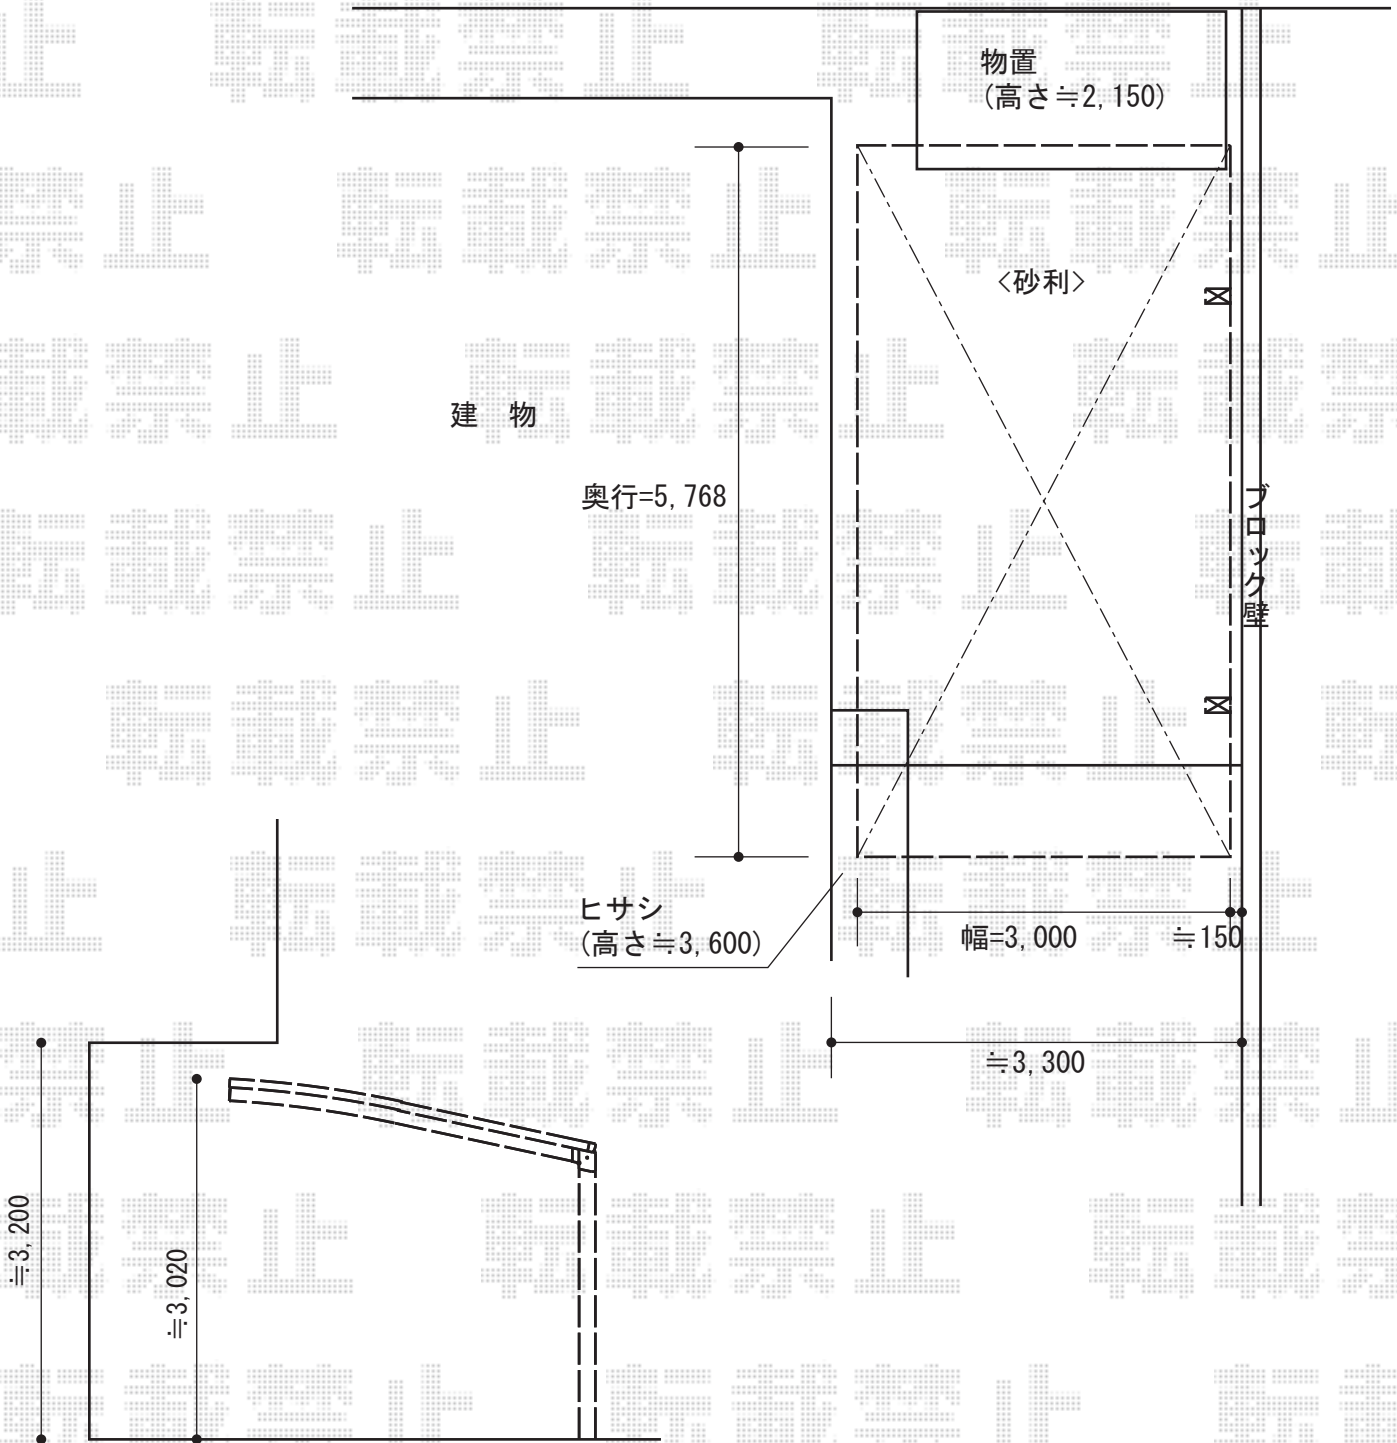 物置
(高さ≒2,150)
<砂利>
建　物
奥行=5,768
ブロック壁
ヒサシ
(高さ≒3,600)
幅=3,000
≒150
≒3,300
≒3,200
≒3,020
転載禁止